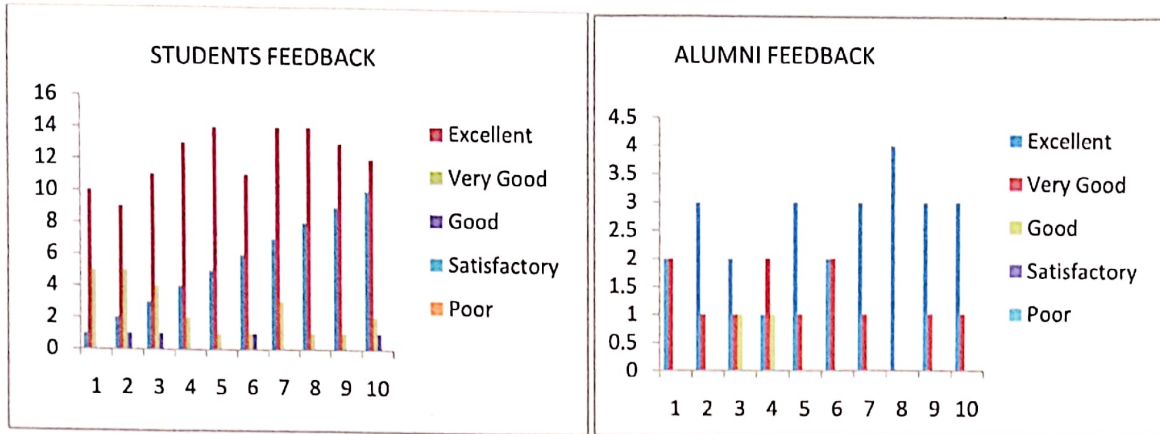 STUDENTS FEEDBACK
16
14
12
10
8
6
4
2
0
1 2 3 4 5 6 7 8 9 10
Excellent
Very Good
Good
Satisfactory
Poor
ALUMNI FEEDBACK
4.5
4
3
3.5
2
2.5
1
1.5
0.5
0
1 2 3 4 5 6 7 8 9 10
Excellent
Very Good
Good
Satisfactory
Poor